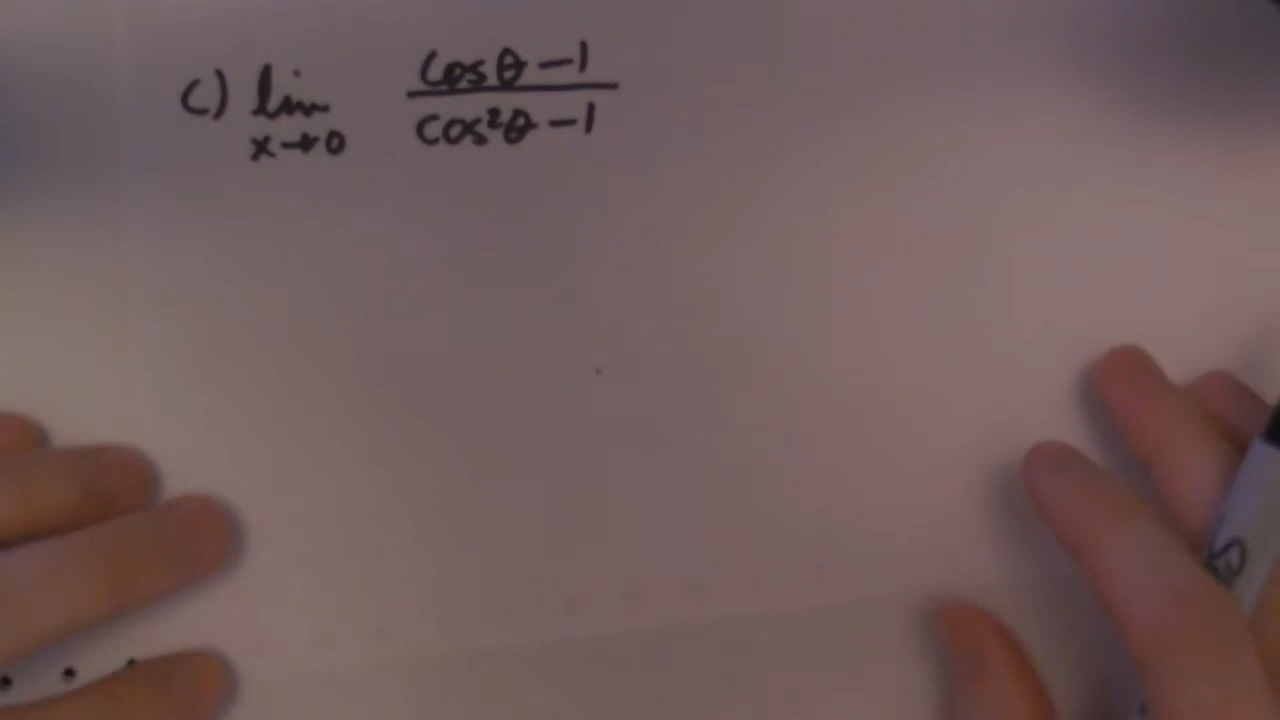 c) lim x→0 (cosθ −1)/(cos²θ −1)